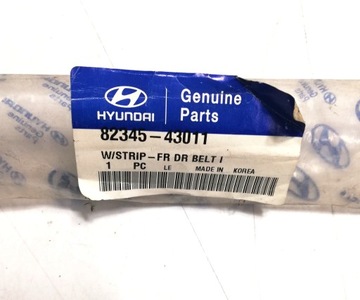 HYUNDAI
Genuine
Parts
82345-43011
W/STRIP-FR DR BELT I
1 PC LE MADE IN KOREA